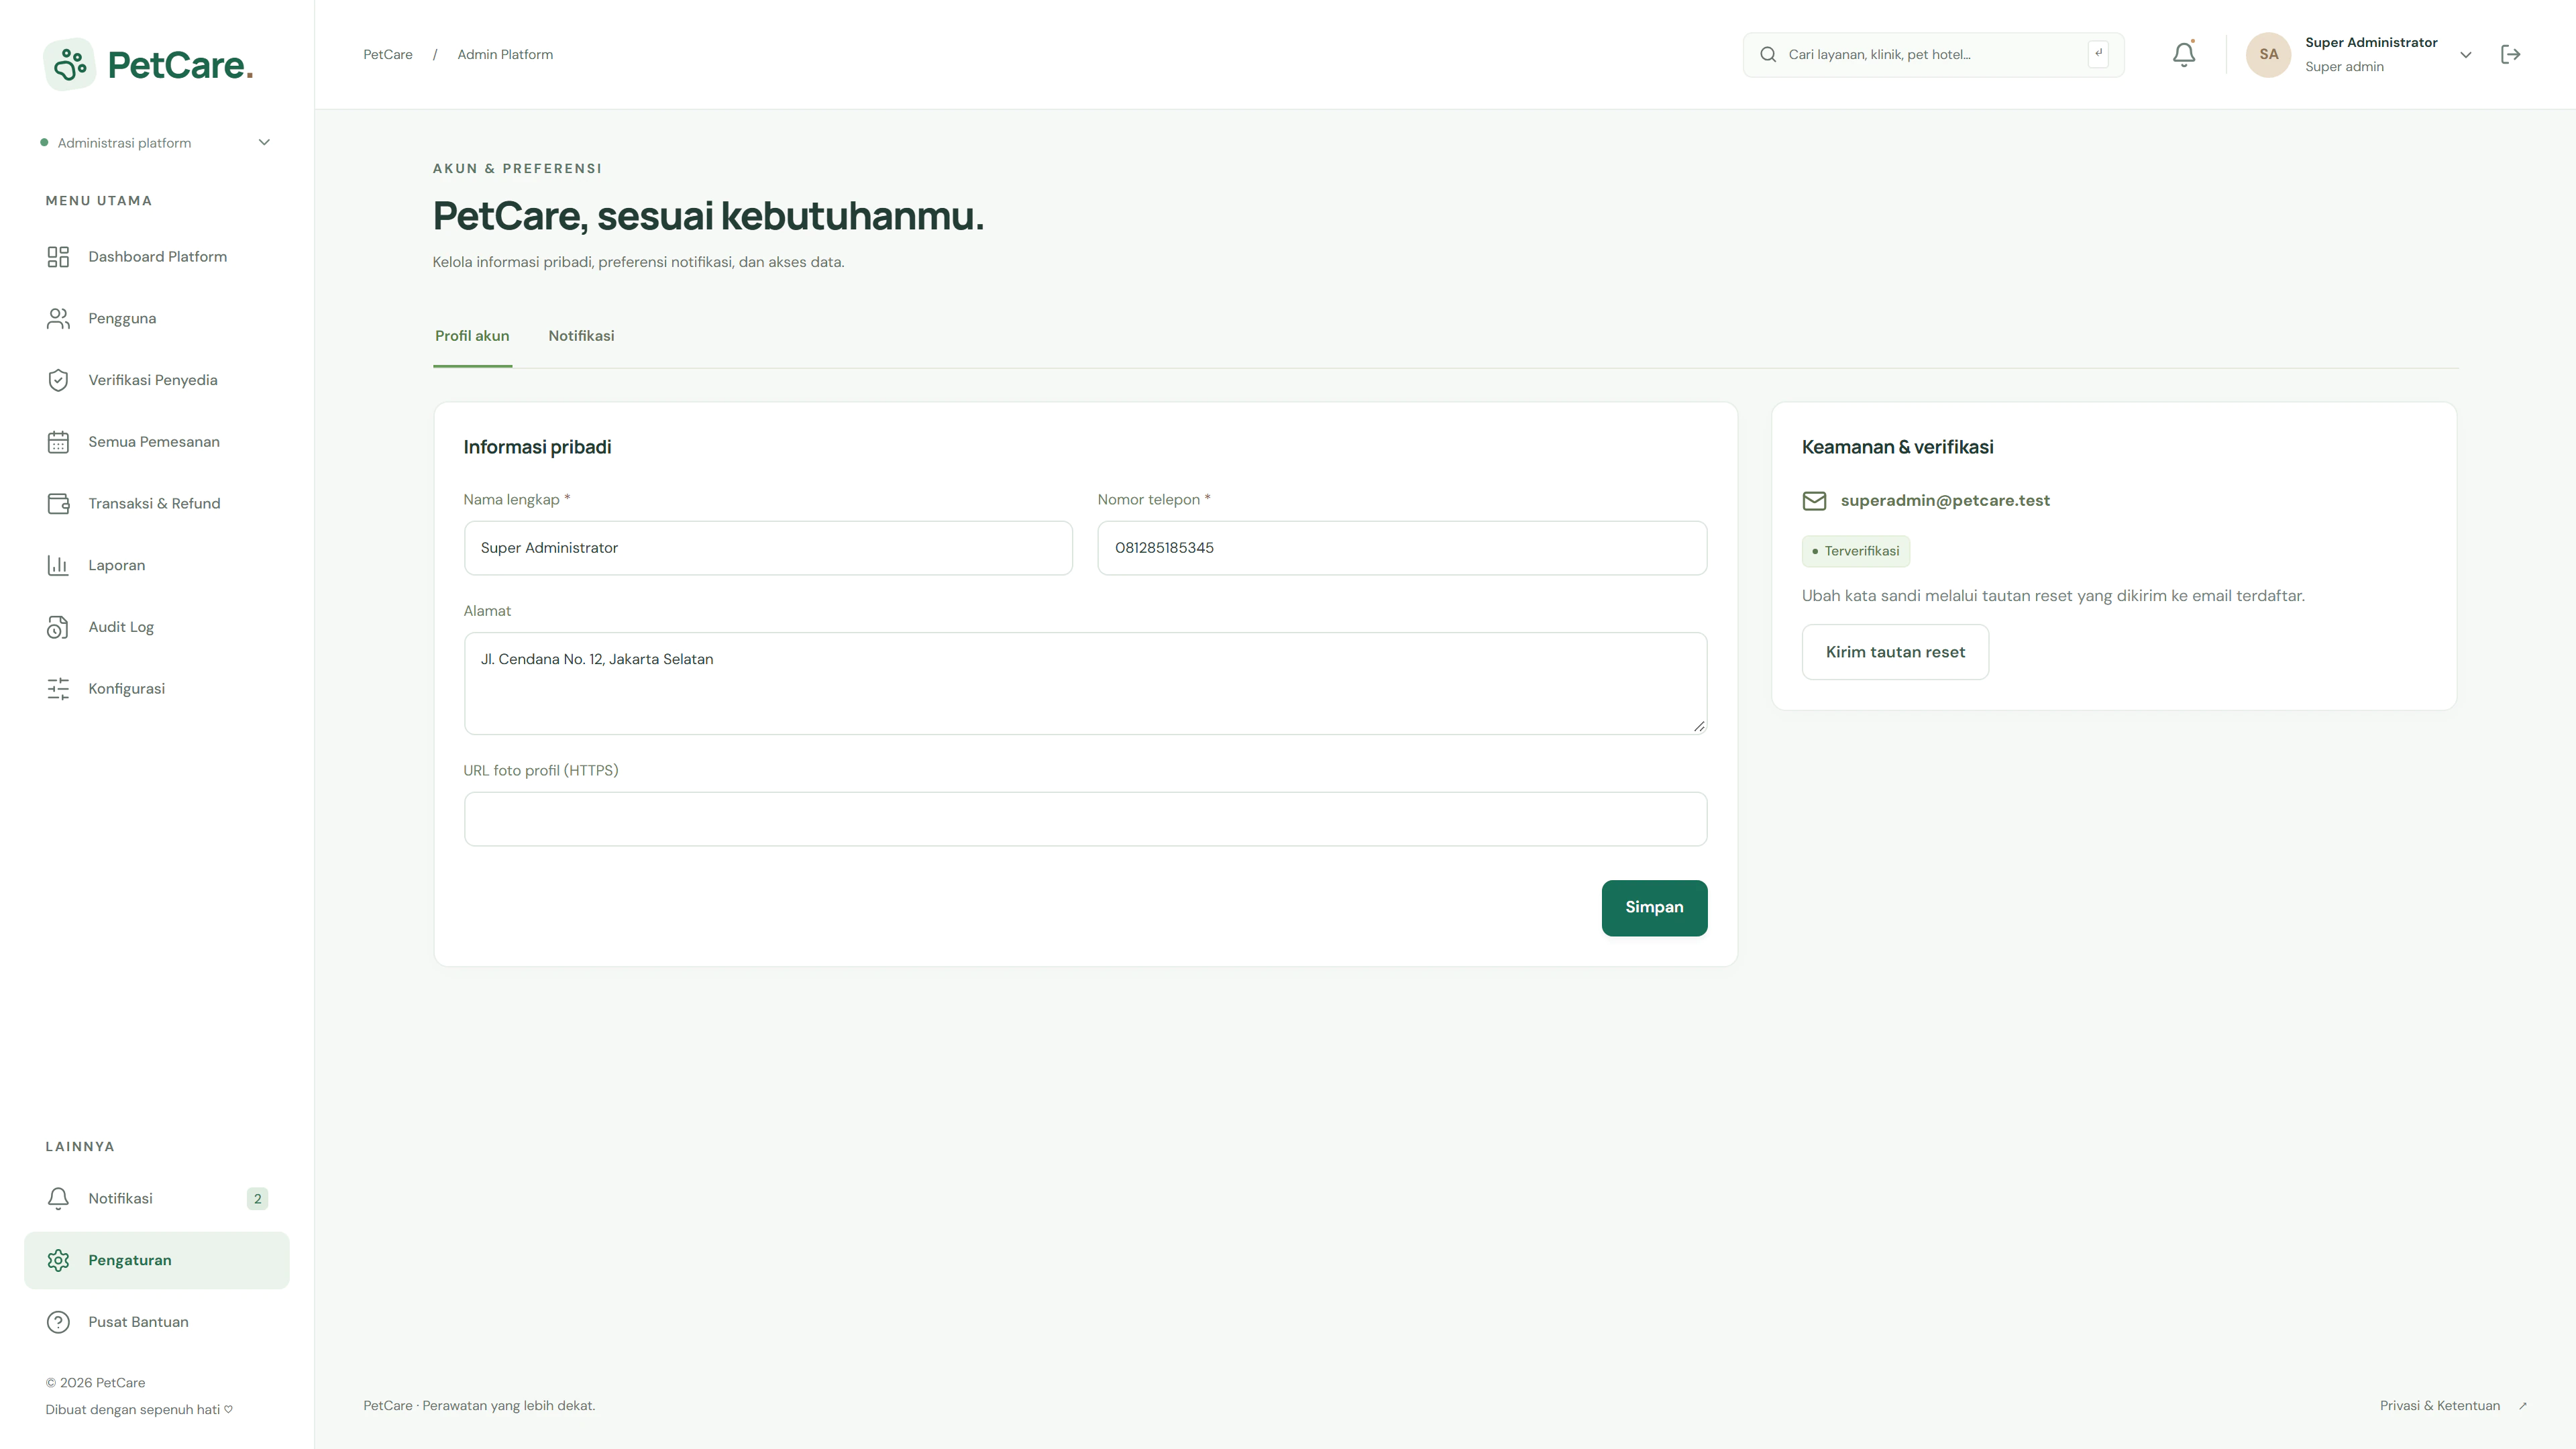 PetCare.
Administrasi platform
MENU UTAMA
Dashboard Platform
Pengguna
Verifikasi Penyedia
Semua Pemesanan
Transaksi & Refund
Laporan
Audit Log
Konfigurasi
LAINNYA
Notifikasi 2
Pengaturan
Pusat Bantuan
© 2026 PetCare
Dibuat dengan sepenuh hati ♡
PetCare / Admin Platform
Cari layanan, klinik, pet hotel... ↵
SA
Super Administrator
Super admin
AKUN & PREFERENSI
PetCare, sesuai kebutuhanmu.
Kelola informasi pribadi, preferensi notifikasi, dan akses data.
Profil akun Notifikasi
Informasi pribadi
Nama lengkap * Nomor telepon *
Super Administrator 081285185345
Alamat
Jl. Cendana No. 12, Jakarta Selatan
URL foto profil (HTTPS)
Simpan
Keamanan & verifikasi
superadmin@petcare.test
Terverifikasi
Ubah kata sandi melalui tautan reset yang dikirim ke email terdaftar.
Kirim tautan reset
PetCare · Perawatan yang lebih dekat.
Privasi & Ketentuan ↗